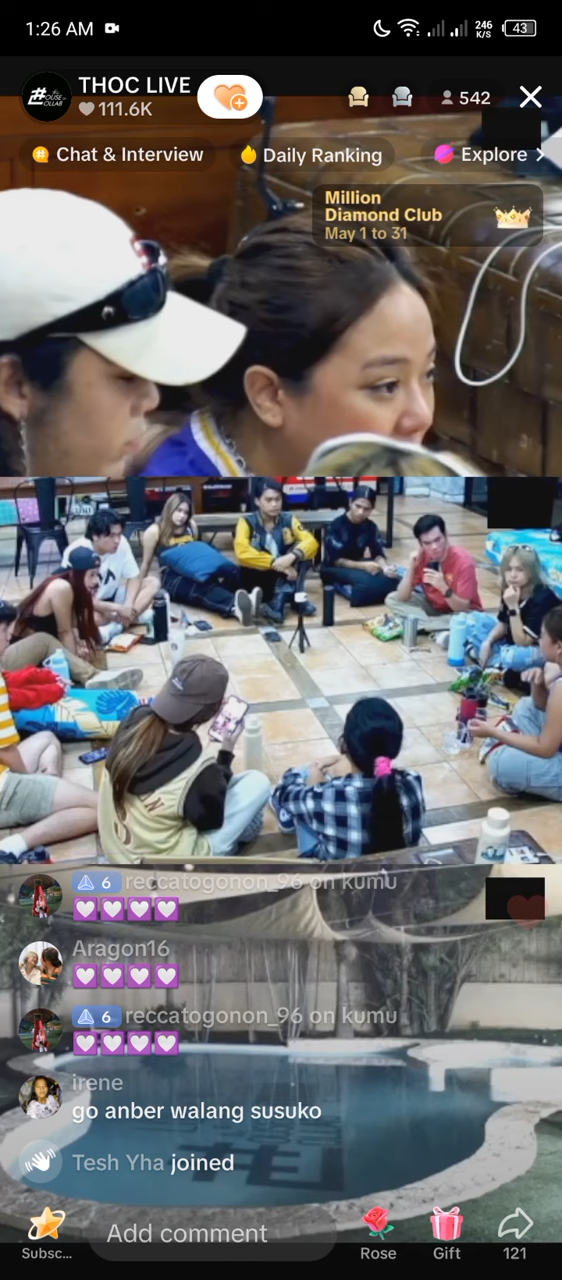 1:26 AM
246
K/S
43
THOC LIVE
111.6K
542
Chat & Interview
Daily Ranking
Explore
Million
Diamond Club
May 1 to 31
6 reccatogonon_96 on kumu
Aragon16
6 reccatogonon_96 on kumu
irene
go anber walang susuko
Tesh Yha joined
Add comment
Subsc...
Rose
Gift
121